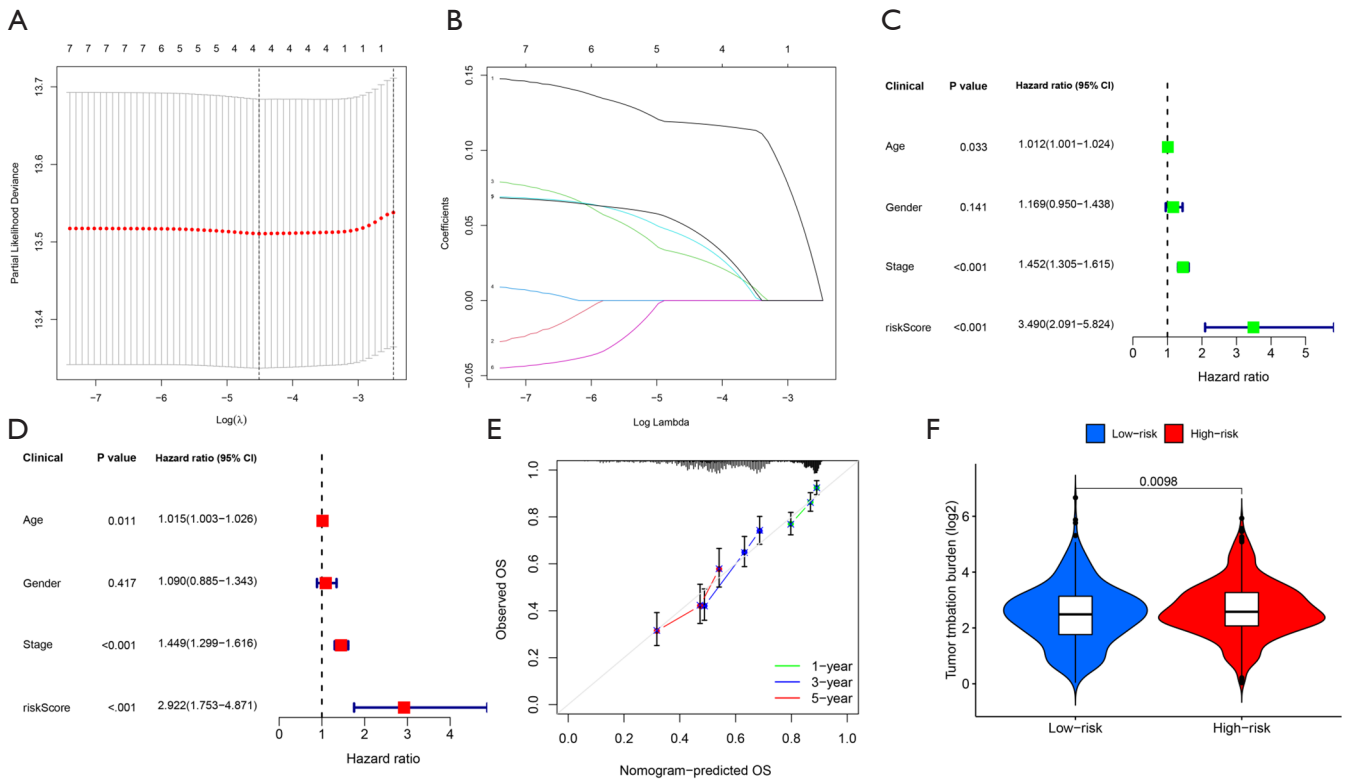 A
7 7 7 7 7 6 5 5 5 4 4 4 4 4 1 1 1
13.7
13.6
13.5
13.4
Partial Likelihood Deviance
−7 −6 −5 −4 −3
Log(λ)
B
7 6 5 4 1
0.15
0.10
0.05
0.00
−0.05
Coefficients
1
3
4
2
6
−7 −6 −5 −4 −3
Log Lambda
C
Clinical P value Hazard ratio (95% CI)
Age 0.033 1.012(1.001−1.024)
Gender 0.141 1.169(0.950−1.438)
Stage <0.001 1.452(1.305−1.615)
riskScore <0.001 3.490(2.091−5.824)
0 1 2 3 4 5
Hazard ratio
D
Clinical P value Hazard ratio (95% CI)
Age 0.011 1.015(1.003−1.026)
Gender 0.417 1.090(0.885−1.343)
Stage <0.001 1.449(1.299−1.616)
riskScore <.001 2.922(1.753−4.871)
0 1 2 3 4
Hazard ratio
E
1.0
0.8
0.6
0.4
0.2
0.0
Observed OS
1−year
3−year
5−year
0.0 0.2 0.4 0.6 0.8 1.0
Nomogram−predicted OS
F
Low−risk High−risk
0.0098
6
4
2
0
Tumor tmbation burden (log2)
Low−risk High−risk